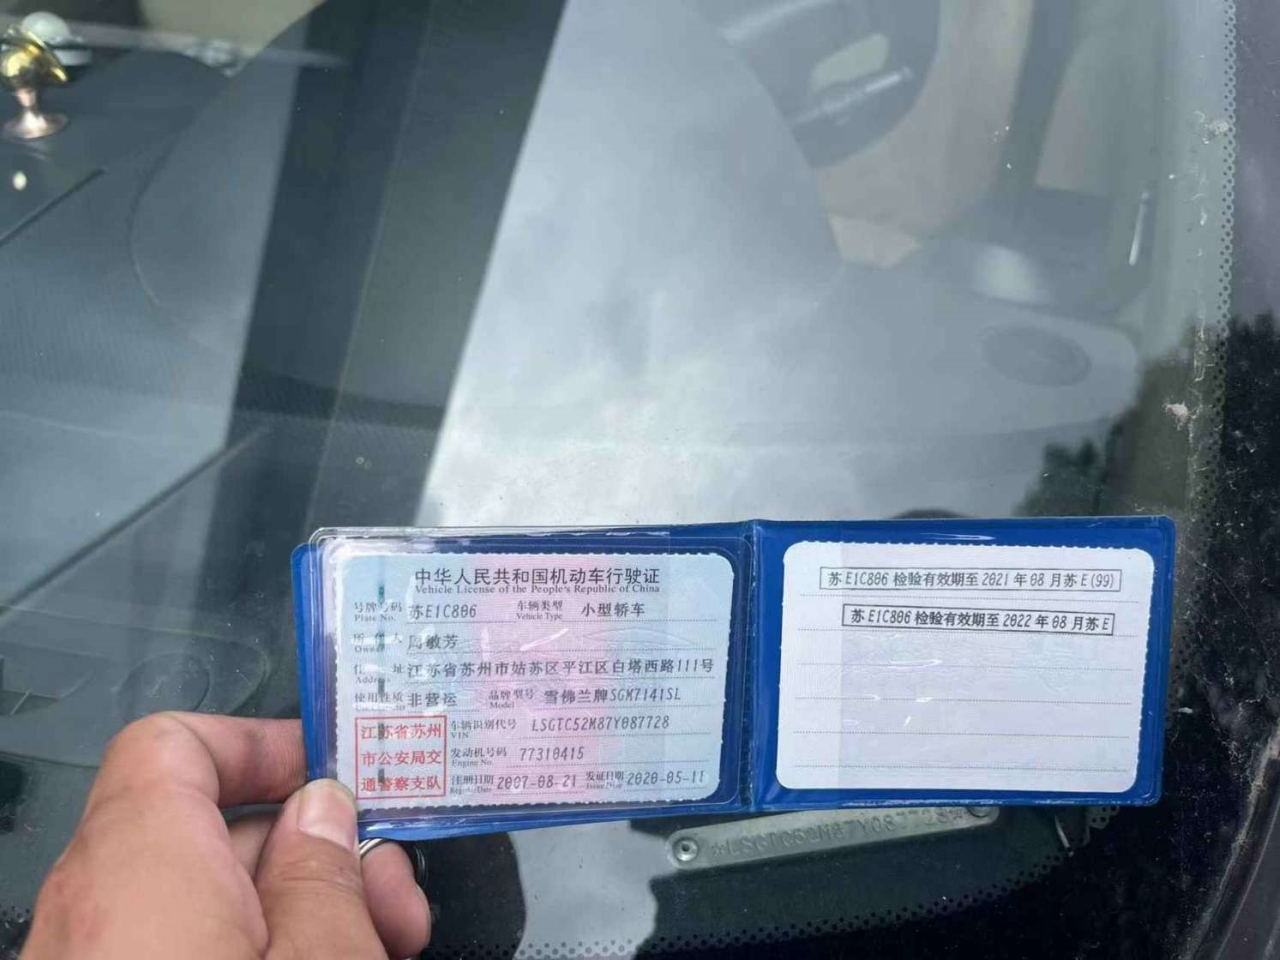 中华人民共和国机动车行驶证
Vehicle License of the People's Republic of China
号牌号码 苏E1C806 车辆类型 小型轿车
Plate No. Vehicle Type
所有人 周敏芳
Owner
住址 江苏省苏州市姑苏区平江区白塔西路111号
Address
使用性质 非营运 品牌型号 雪佛兰牌SGM7141SL
Model
江苏省苏州
市公安局交
通警察支队
车辆识别代号 LSGTC52M87Y087728
VIN
发动机号码 77310415
Engine No.
注册日期 2007-08-21 发证日期 2020-05-11
Register Date Issue Date
苏E1C806检验有效期至2021年08月苏E(99)
苏E1C806检验有效期至2022年08月苏E
*LSGTC52M87Y087728*